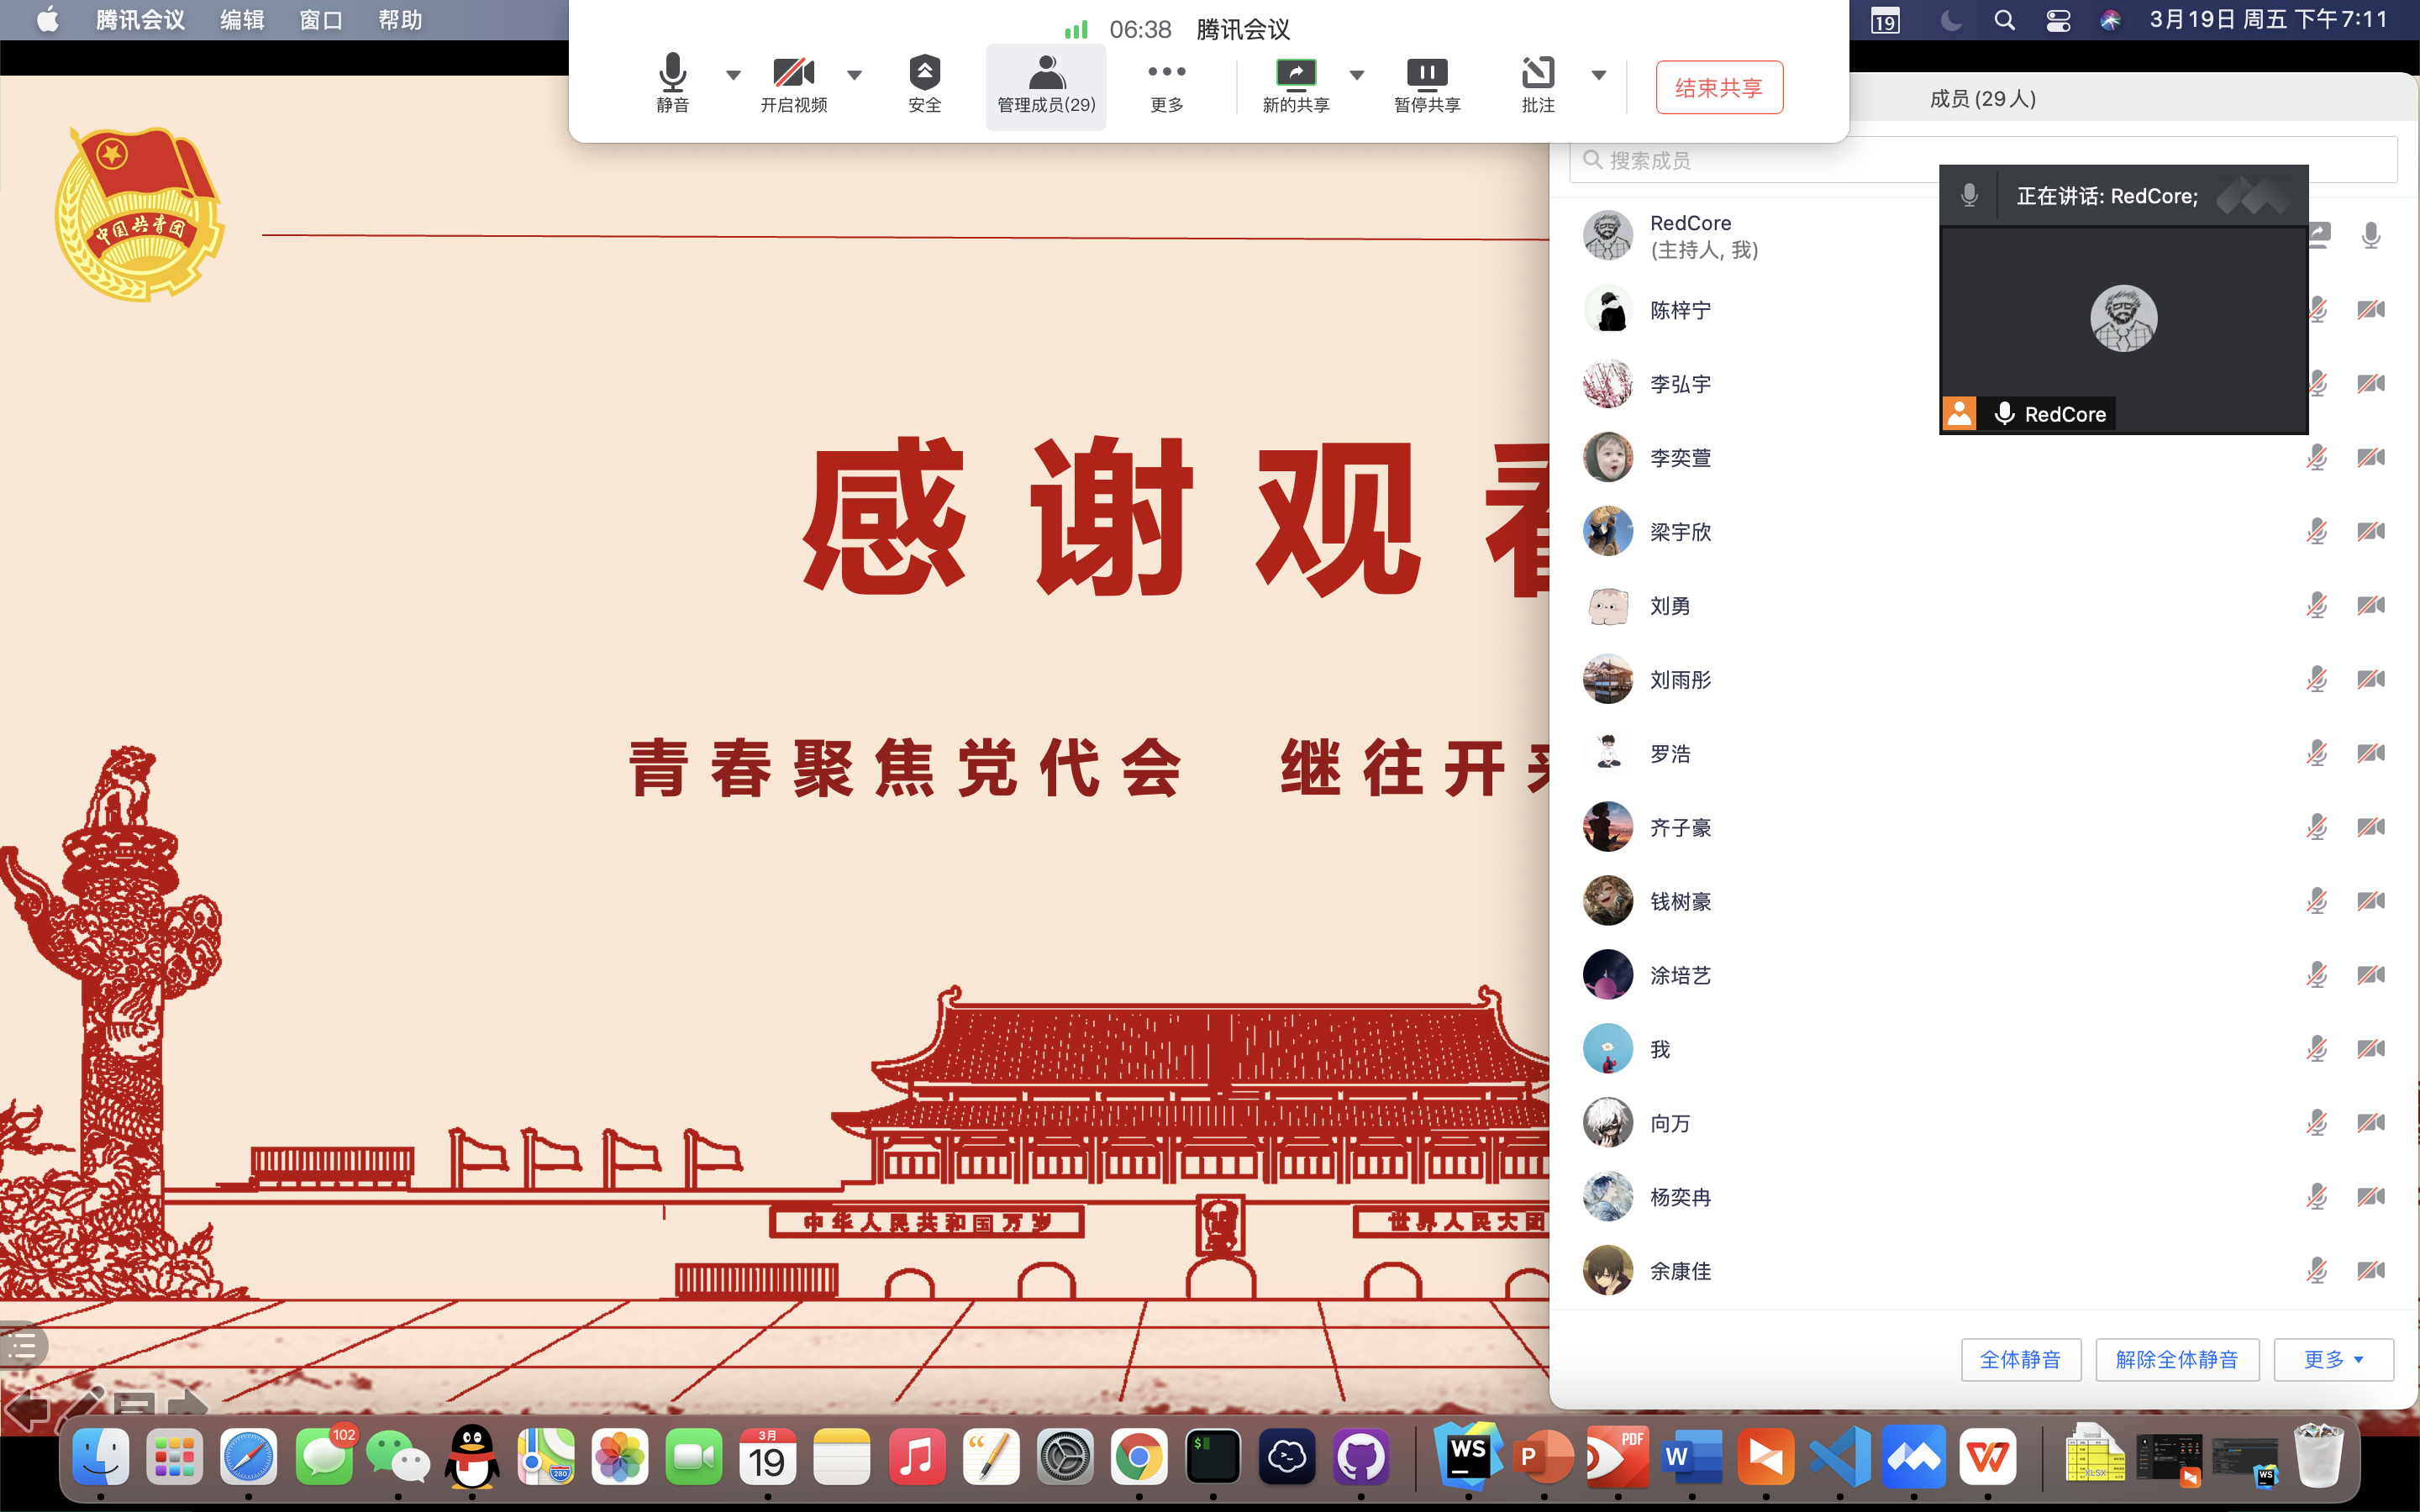 腾讯会议 编辑 窗口 帮助
06:38 腾讯会议
19
3月19日 周五 下午7:11
静音 开启视频 安全 管理成员(29) 更多 新的共享 暂停共享 批注 结束共享
成员 (29人)
搜索成员
正在讲话: RedCore;
RedCore
RedCore
(主持人, 我)
陈梓宁
李弘宇
李奕萱
梁宇欣
刘勇
刘雨彤
罗浩
齐子豪
钱树豪
涂培艺
我
向万
杨奕冉
余康佳
全体静音 解除全体静音 更多
中国共青团
感谢观
青春聚焦党代会 继往开
中华人民共和国万岁
世界人民大团
102
280
3月
19
$
WS
P
PDF
W
W
XLSX
WS